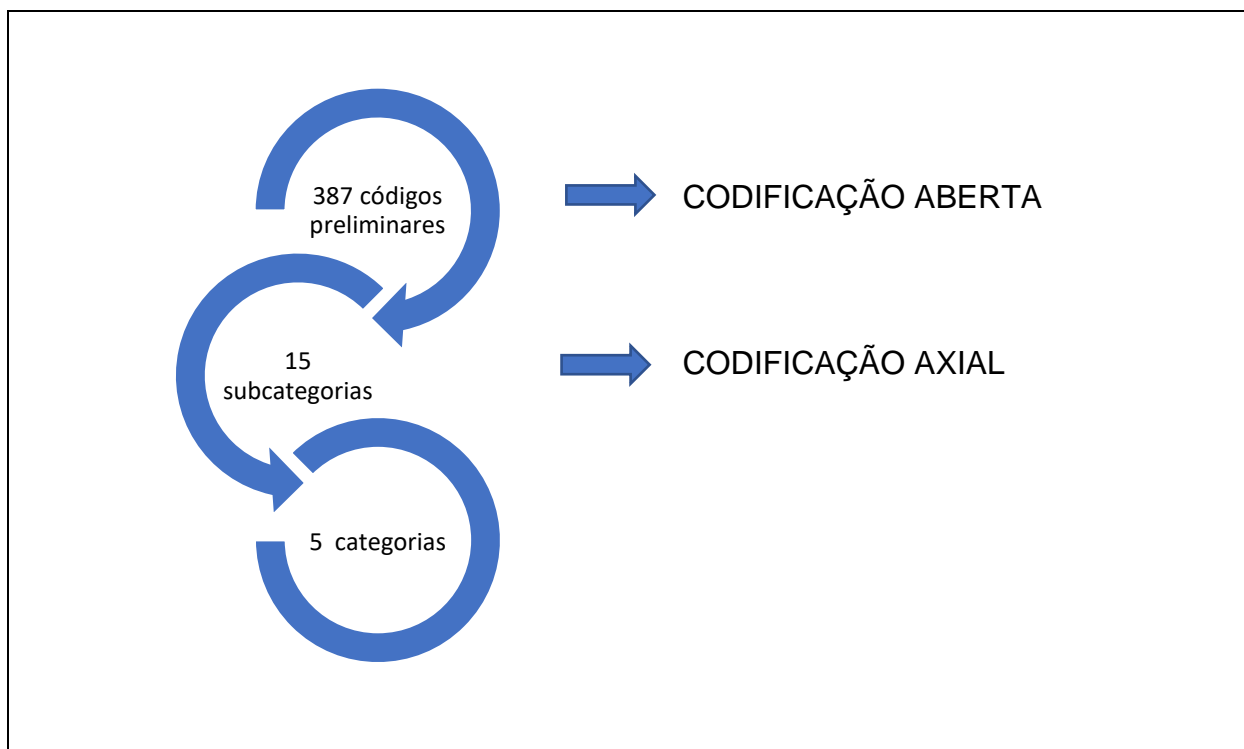 387 códigos
preliminares
CODIFICAÇÃO ABERTA
15
subcategorias
CODIFICAÇÃO AXIAL
5 categorias